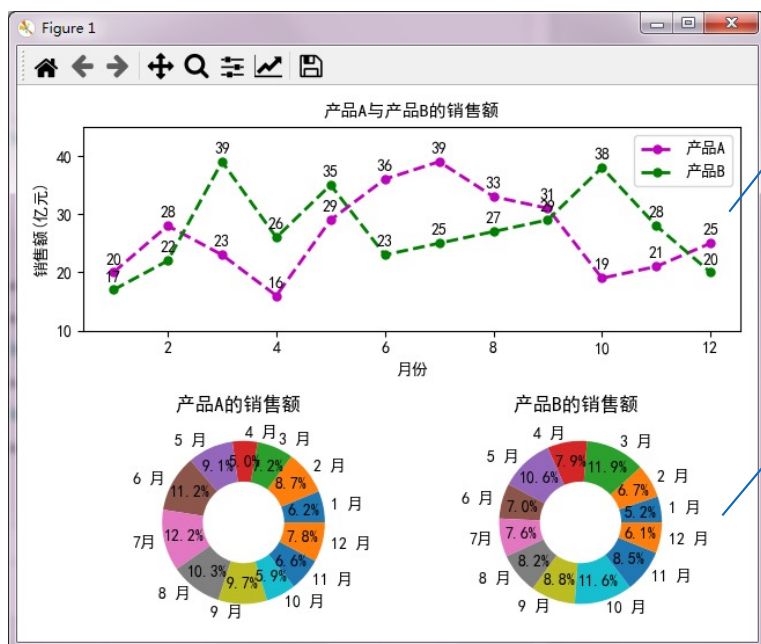 Figure 1
产品A与产品B的销售额
产品A
产品B
销售额(亿元)
40
30
20
10
20 28 23 16 29 36 39 33 31 19 21 25
17 22 39 26 35 23 25 27 29 38 28 20
2 4 6 8 10 12
月份
产品A的销售额
1 月 6.2%
2 月 8.7%
3 月 7.2%
4 月 5.0%
5 月 9.1%
6 月 11.2%
7月 12.2%
8 月 10.3%
9 月 9.7%
10 月 5.9%
11 月 6.6%
12 月 7.8%
产品B的销售额
1 月 5.2%
2 月 6.7%
3 月 11.9%
4 月 7.9%
5 月 10.6%
6 月 7.0%
7月 7.6%
8 月 8.2%
9 月 8.8%
10 月 11.6%
11 月 8.5%
12 月 6.1%